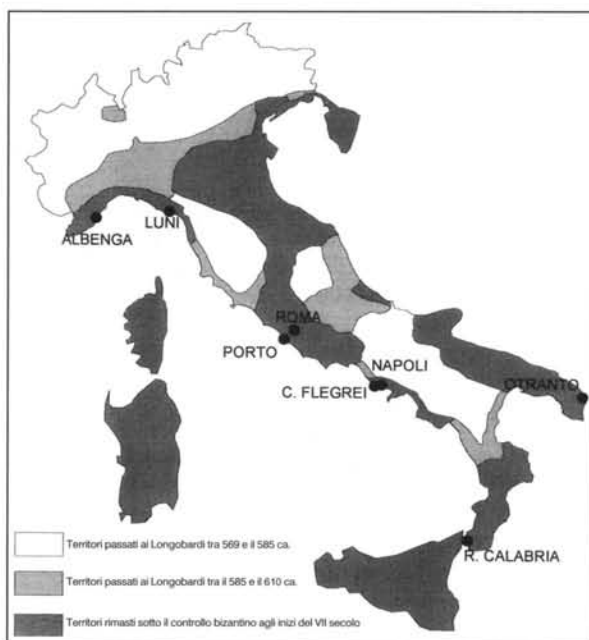 ALBENGA
LUNI
ROMA
PORTO
NAPOLI
C. FLEGREI
OTRANTO
R. CALABRIA
Territori passati ai Longobardi tra 569 e il 585 ca.
Territori passati ai Longobardi tra il 585 e il 610 ca.
Territori rimasti sotto il controllo bizantino agli inizi del VII secolo